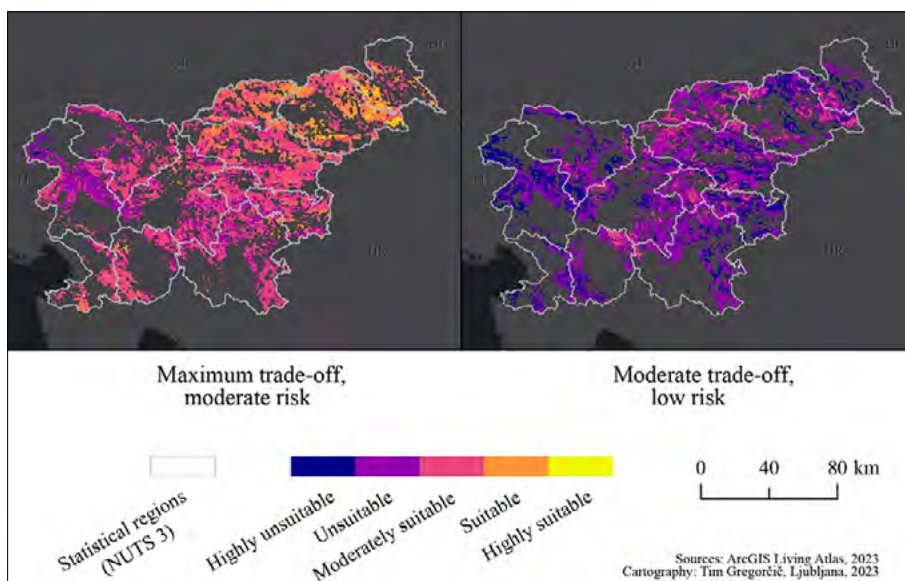 Maximum trade-off,
moderate risk
Moderate trade-off,
low risk
Statistical regions
(NUTS 3)
Highly unsuitable
Unsuitable
Moderately suitable
Suitable
Highly suitable
0 40 80 km
Sources: ArcGIS Living Atlas, 2023
Cartography: Tim Gregorčič, Ljubljana, 2023